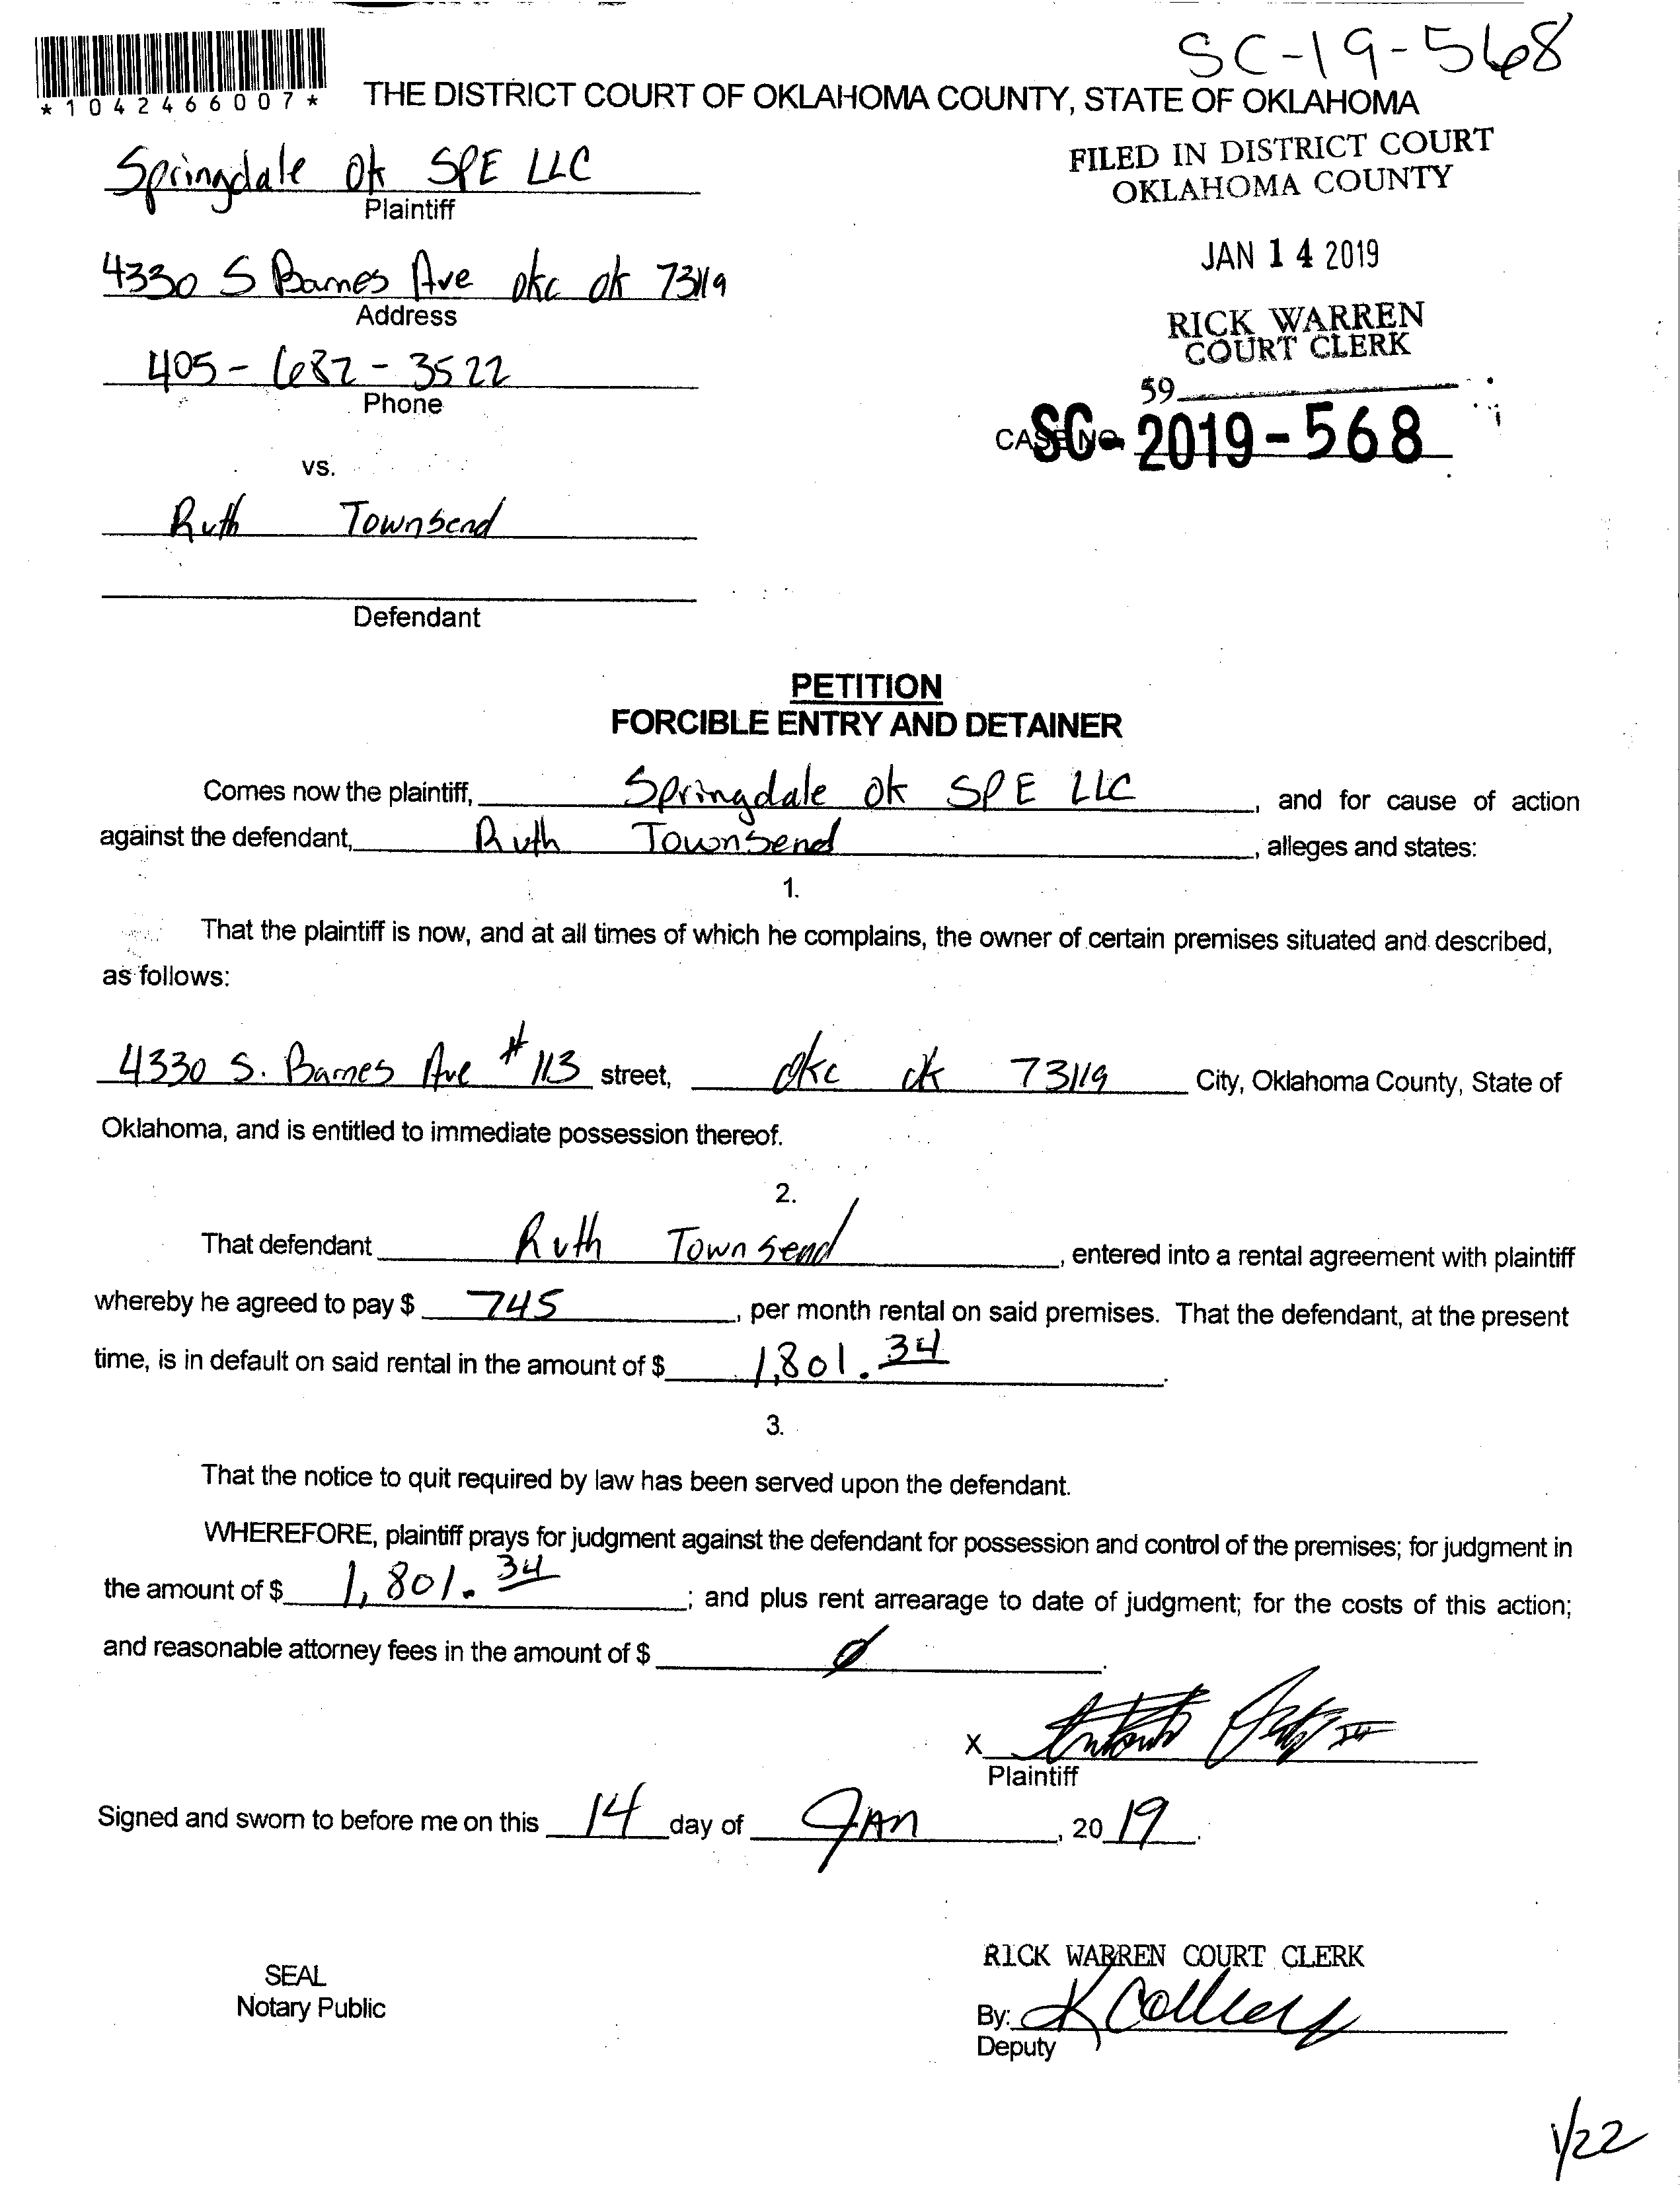 SC-19-568
*1042466007*
THE DISTRICT COURT OF OKLAHOMA COUNTY, STATE OF OKLAHOMA
FILED IN DISTRICT COURT
OKLAHOMA COUNTY
Springdale Ok SPE LLC
Plaintiff
JAN 14 2019
4330 S Barnes Ave okc ok 73119
Address
RICK WARREN
COURT CLERK
405-682-3522
Phone
59
CASE NO. SC-2019-568
vs.
Ruth Townsend
Defendant
PETITION
FORCIBLE ENTRY AND DETAINER
Comes now the plaintiff, Springdale Ok SPE LLC, and for cause of action
against the defendant, Ruth Townsend, alleges and states:
1.
That the plaintiff is now, and at all times of which he complains, the owner of certain premises situated and described,
as follows:
4330 S. Barnes Ave #113 street, okc ok 73119 City, Oklahoma County, State of
Oklahoma, and is entitled to immediate possession thereof.
2.
That defendant Ruth Townsend, entered into a rental agreement with plaintiff
whereby he agreed to pay $ 745, per month rental on said premises. That the defendant, at the present
time, is in default on said rental in the amount of $ 1,801.34.
3.
That the notice to quit required by law has been served upon the defendant.
WHEREFORE, plaintiff prays for judgment against the defendant for possession and control of the premises; for judgment in
the amount of $ 1,801.34; and plus rent arrearage to date of judgment; for the costs of this action;
and reasonable attorney fees in the amount of $ ø.
X
Plaintiff
Signed and sworn to before me on this 14 day of JAN, 2019.
RICK WARREN COURT CLERK
SEAL
Notary Public
By:
Deputy
1/22